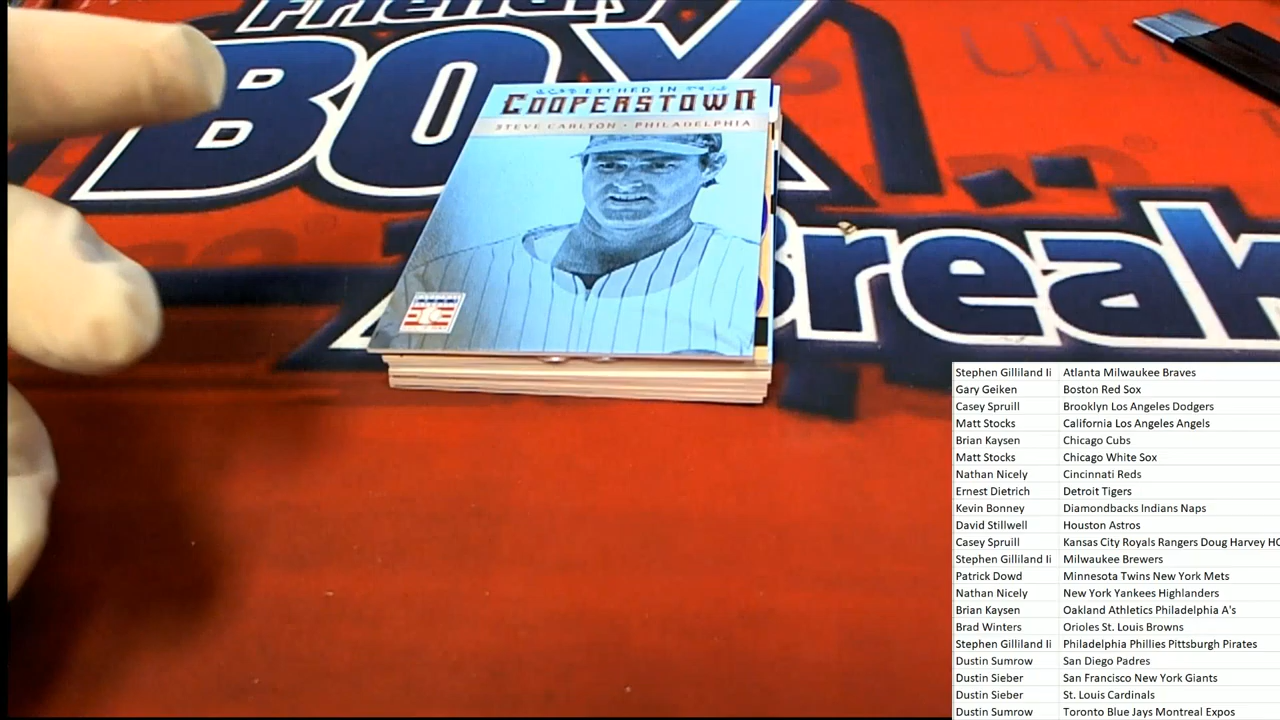 Friendly
BOX
Break
ETCHED IN
COOPERSTOWN
STEVE CARLTON · PHILADELPHIA
Stephen Gilliland Ii Atlanta Milwaukee Braves
Gary Geiken Boston Red Sox
Casey Spruill Brooklyn Los Angeles Dodgers
Matt Stocks California Los Angeles Angels
Brian Kaysen Chicago Cubs
Matt Stocks Chicago White Sox
Nathan Nicely Cincinnati Reds
Ernest Dietrich Detroit Tigers
Kevin Bonney Diamondbacks Indians Naps
David Stillwell Houston Astros
Casey Spruill Kansas City Royals Rangers Doug Harvey HO
Stephen Gilliland Ii Milwaukee Brewers
Patrick Dowd Minnesota Twins New York Mets
Nathan Nicely New York Yankees Highlanders
Brian Kaysen Oakland Athletics Philadelphia A's
Brad Winters Orioles St. Louis Browns
Stephen Gilliland Ii Philadelphia Phillies Pittsburgh Pirates
Dustin Sumrow San Diego Padres
Dustin Sieber San Francisco New York Giants
Dustin Sieber St. Louis Cardinals
Dustin Sumrow Toronto Blue Jays Montreal Expos